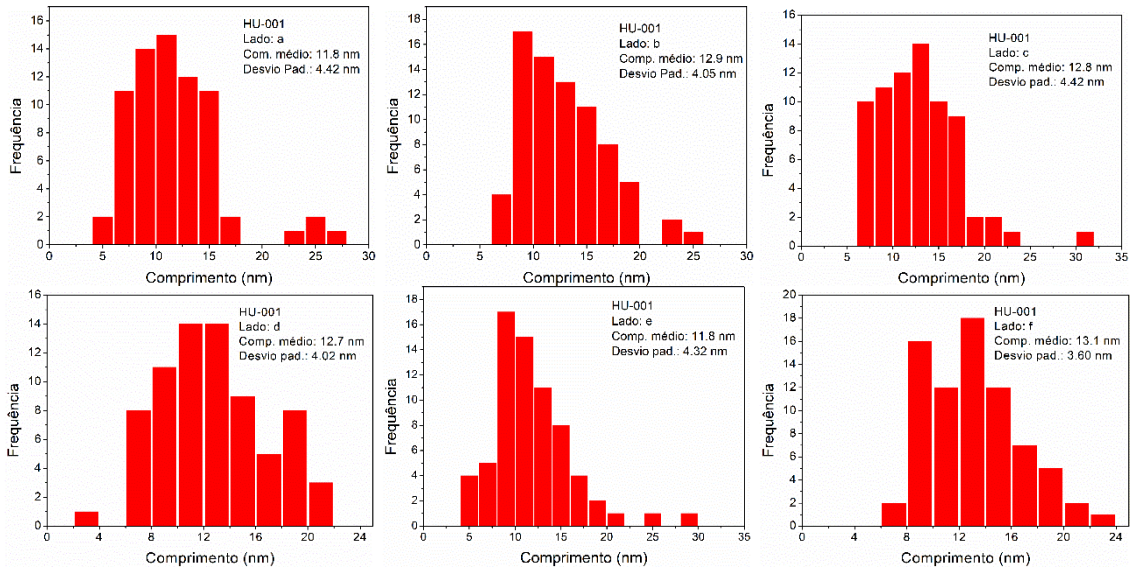 HU-001
Lado: a
Com. médio: 11.8 nm
Desvio Pad.: 4.42 nm
Frequência
16
14
12
10
8
6
4
2
0
0 5 10 15 20 25 30
Comprimento (nm)
HU-001
Lado: b
Comp. médio: 12.9 nm
Desvio Pad.: 4.05 nm
Frequência
18
16
14
12
10
8
6
4
2
0
0 5 10 15 20 25 30
Comprimento (nm)
HU-001
Lado: c
Comp. médio: 12.8 nm
Desvio pad.: 4.42 nm
Frequência
16
14
12
10
8
6
4
2
0
0 5 10 15 20 25 30 35
Comprimento (nm)
HU-001
Lado: d
Comp. médio: 12.7 nm
Desvio pad.: 4.02 nm
Frequência
16
14
12
10
8
6
4
2
0
0 4 8 12 16 20 24
Comprimento (nm)
HU-001
Lado: e
Comp. médio: 11.8 nm
Desvio pad.: 4.32 nm
Frequência
18
16
14
12
10
8
6
4
2
0
0 5 10 15 20 25 30 35
Comprimento (nm)
HU-001
Lado: f
Comp. médio: 13.1 nm
Desvio pad.: 3.60 nm
Frequência
20
18
16
14
12
10
8
6
4
2
0
0 4 8 12 16 20 24
Comprimento (nm)